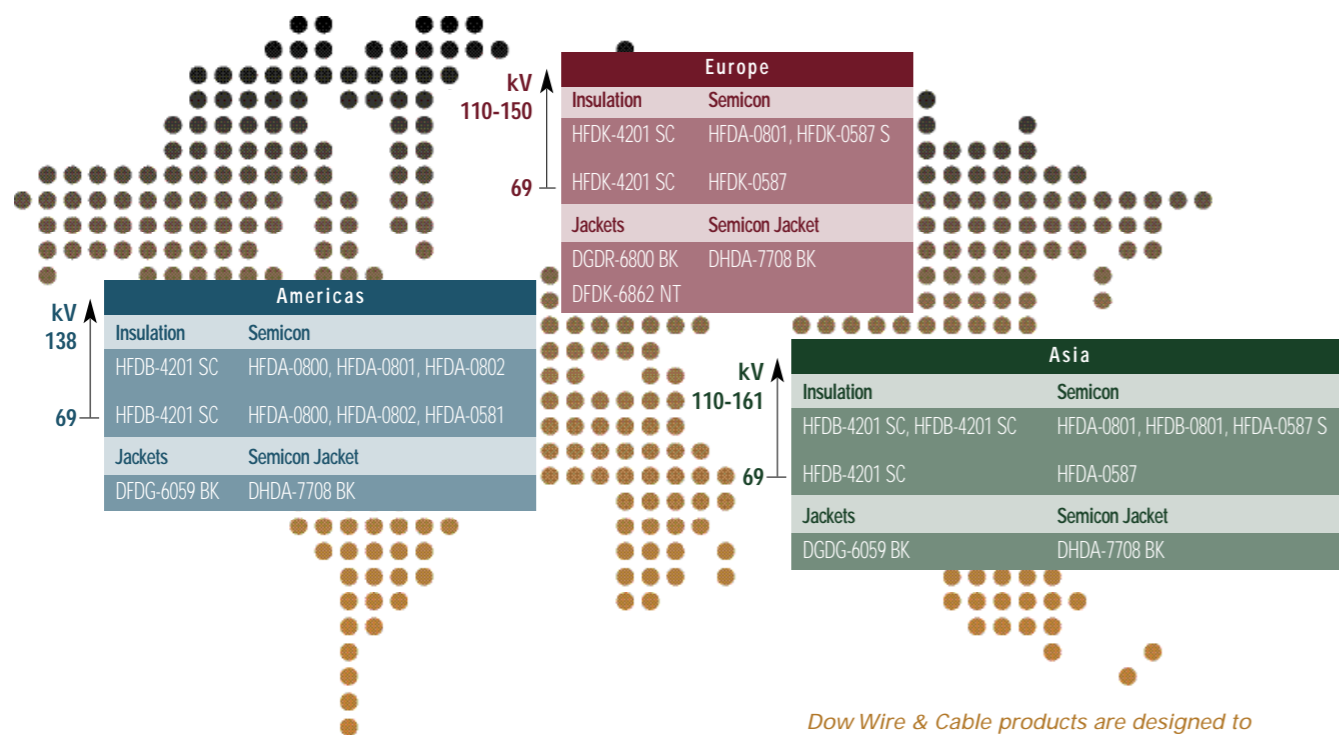 Europe
kV
110-150
Insulation Semicon
HFDK-4201 SC HFDA-0801, HFDK-0587 S
69
HFDK-4201 SC HFDK-0587
Jackets Semicon Jacket
DGDR-6800 BK DHDA-7708 BK
DFDK-6862 NT
Americas
kV
138
Insulation Semicon
HFDB-4201 SC HFDA-0800, HFDA-0801, HFDA-0802
69
HFDB-4201 SC HFDA-0800, HFDA-0802, HFDA-0581
Jackets Semicon Jacket
DFDG-6059 BK DHDA-7708 BK
Asia
kV
110-161
Insulation Semicon
HFDB-4201 SC, HFDB-4201 SC HFDA-0801, HFDB-0801, HFDA-0587 S
69
HFDB-4201 SC HFDA-0587
Jackets Semicon Jacket
DGDG-6059 BK DHDA-7708 BK
Dow Wire & Cable products are designed to